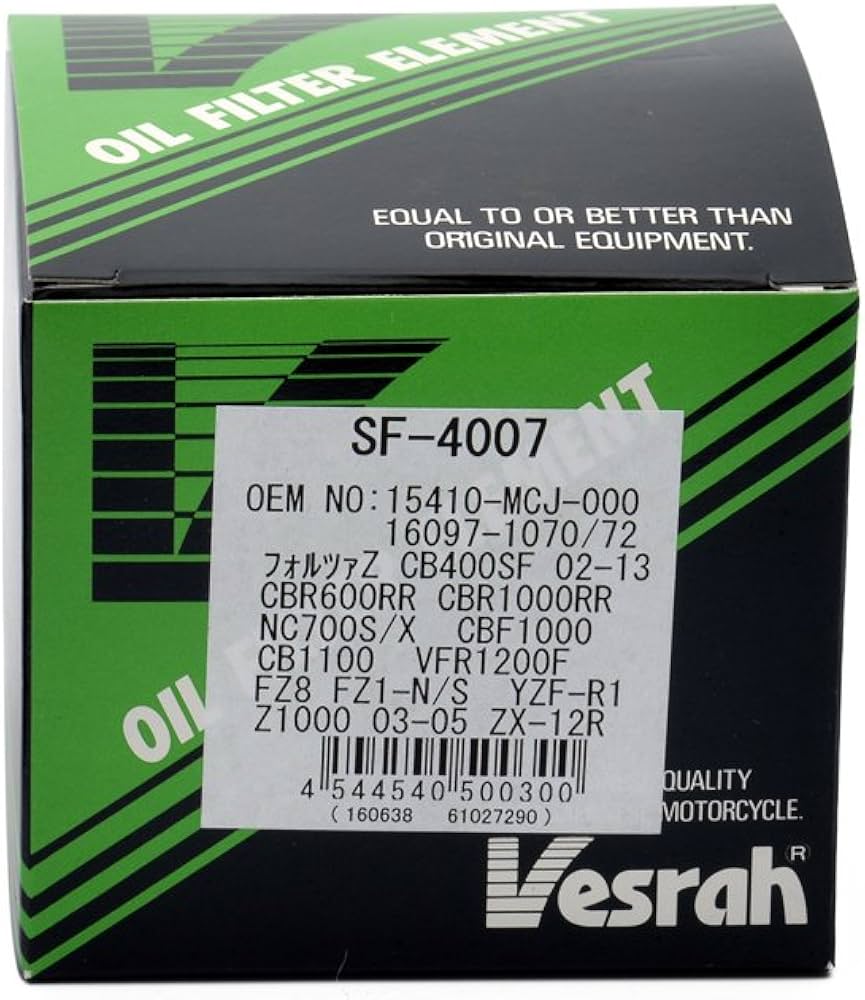 OIL FILTER ELEMENT
EQUAL TO OR BETTER THAN
ORIGINAL EQUIPMENT.
SF-4007
OEM NO:15410-MCJ-000
16097-1070/72
フォルツァZ CB400SF 02-13
CBR600RR CBR1000RR
NC700S/X CBF1000
CB1100 VFR1200F
FZ8 FZ1-N/S YZF-R1
Z1000 03-05 ZX-12R
4 544540 500300
(160638 61027290)
OIL
QUALITY
MOTORCYCLE.
Vesrah®